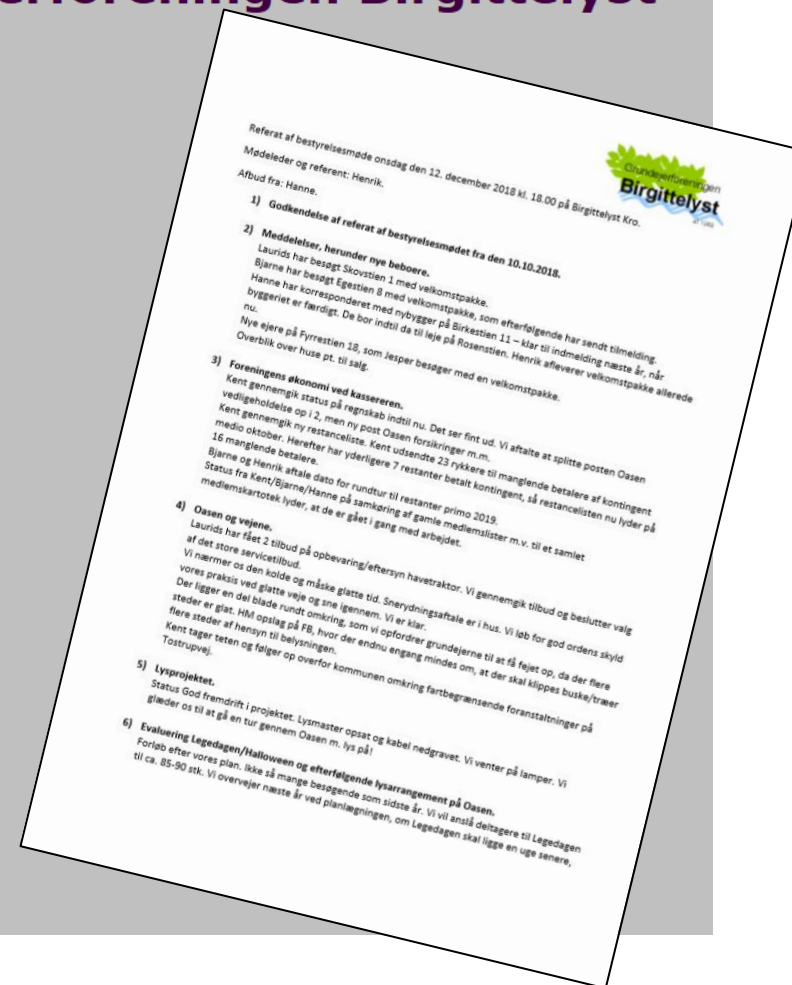 erforeningen Birgittelyst
Grundejerforeningen
Birgittelyst
Referat af bestyrelsesmøde onsdag den 12. december 2018 kl. 18.00 på Birgittelyst Kro.
Mødeleder og referent: Henrik.
Afbud fra: Hanne.
1) Godkendelse af referat af bestyrelsesmødet fra den 10.10.2018.
2) Meddelelser, herunder nye beboere.
Laurids har besøgt Skovstien 1 med velkomstpakke.
Bjarne har besøgt Egestien 8 med velkomstpakke, som efterfølgende har sendt tilmelding.
Hanne har korresponderet med nybygger på Birkestien 11 – klar til indmelding næste år, når
byggeriet er færdigt. De bor indtil da til leje på Rosenstien. Henrik afleverer velkomstpakke allerede
nu.
Nye ejere på Fyrrestien 18, som Jesper besøger med en velkomstpakke.
Overblik over huse pt. til salg.
3) Foreningens økonomi ved kassereren.
Kent gennemgik status på regnskab indtil nu. Det ser fint ud. Vi aftalte at splitte posten Oasen
vedligeholdelse op i 2, men ny post Oasen forsikringer m.m.
Kent gennemgik ny restanceliste. Kent udsendte 23 rykkere til manglende betalere af kontingent
medio oktober. Herefter har yderligere 7 restanter betalt kontingent, så restancelisten nu lyder på
16 manglende betalere.
Bjarne og Henrik aftale dato for rundtur til restanter primo 2019.
Status fra Kent/Bjarne/Hanne på samkøring af gamle medlemslister m.v. til et samlet
medlemskartotek lyder, at de er gået i gang med arbejdet.
4) Oasen og vejene.
Laurids har fået 2 tilbud på opbevaring/eftersyn havetraktor. Vi gennemgik tilbud og beslutter valg
af det store servicetilbud.
Vi nærmer os den kolde og måske glatte tid. Snerydningsaftale er i hus. Vi løb for god ordens skyld
vores praksis ved glatte veje og sne igennem. Vi er klar.
Der ligger en del blade rundt omkring, som vi opfordrer grundejerne til at få fejet op, da der flere
steder er glat. HM opslag på FB, hvor der endnu engang mindes om, at der skal klippes buske/træer
flere steder af hensyn til belysningen.
Kent tager teten og følger op overfor kommunen omkring fartbegrænsende foranstaltninger på
Tostrupvej.
5) Lysprojektet.
Status God fremdrift i projektet. Lysmaster opsat og kabel nedgravet. Vi venter på lamper. Vi
glæder os til at gå en tur gennem Oasen m. lys på!
6) Evaluering Legedagen/Halloween og efterfølgende lysarrangement på Oasen.
Forløb efter vores plan. Ikke så mange besøgende som sidste år. Vi vil anslå deltagere til Legedagen
til ca. 85-90 stk. Vi overvejer næste år ved planlægningen, om Legedagen skal ligge en uge senere,